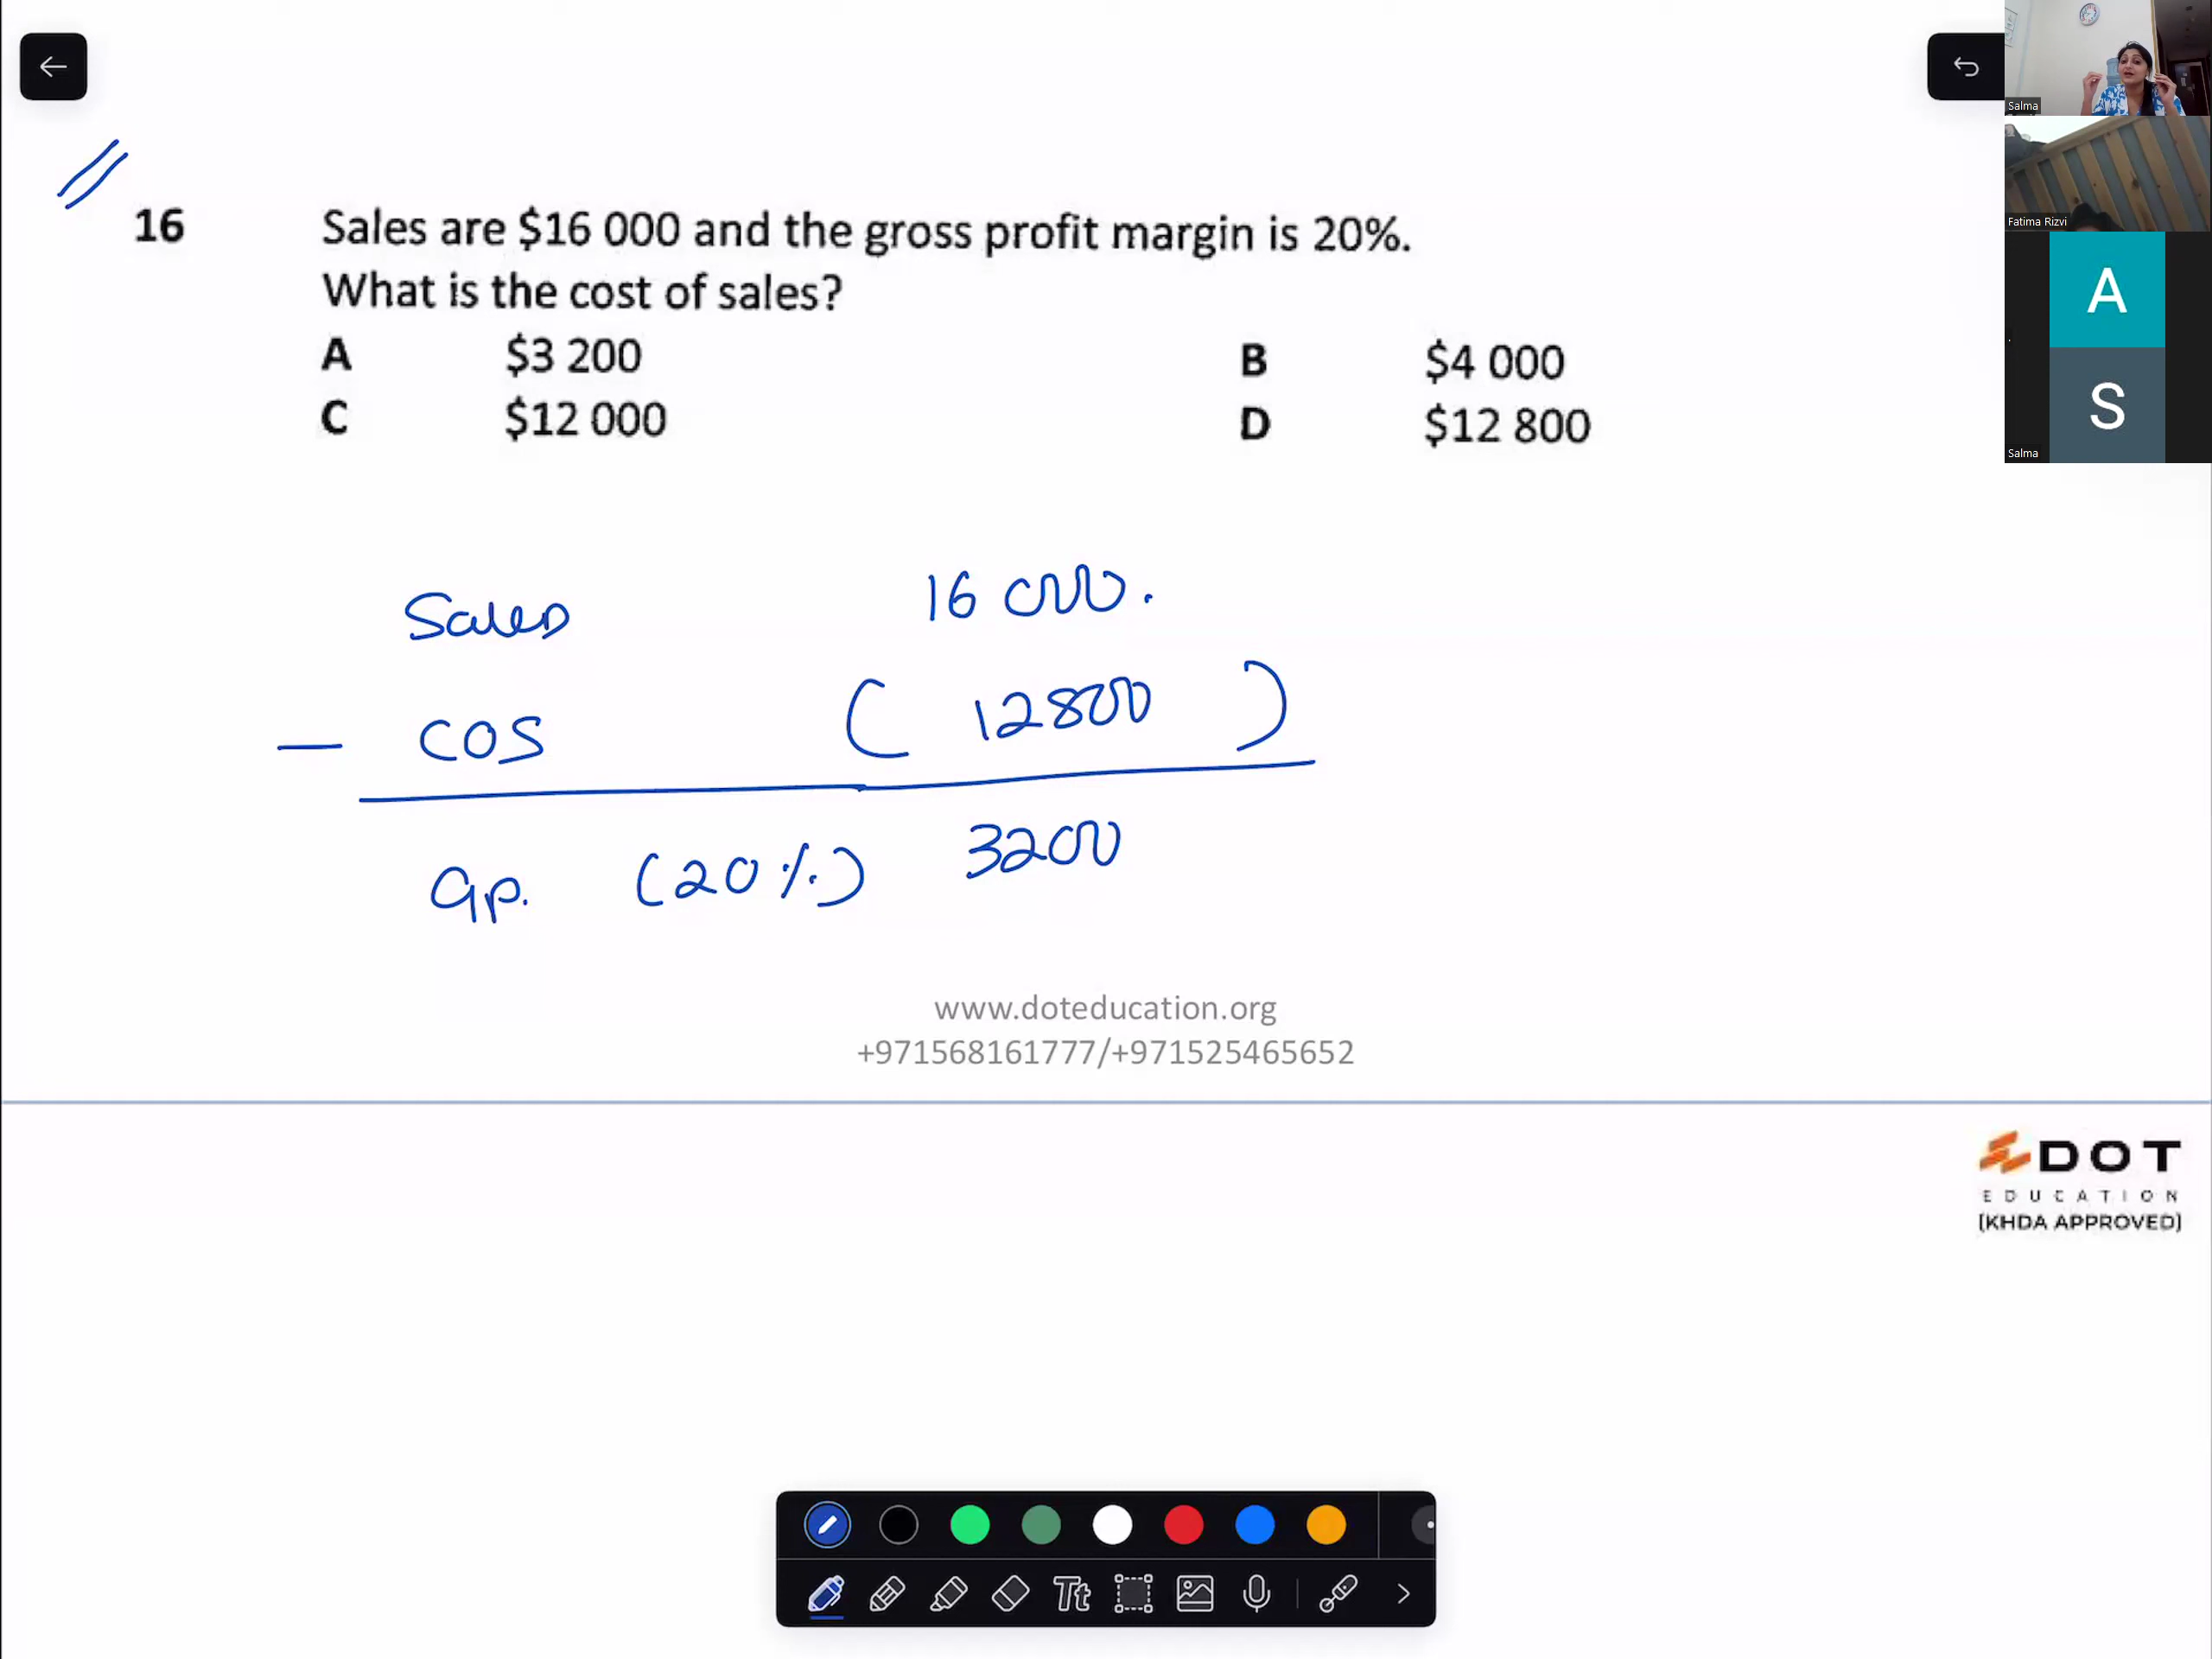 16 Sales are $16 000 and the gross profit margin is 20%.
What is the cost of sales?
A $3 200 B $4 000
C $12 000 D $12 800
Sales 16 000.
- COS ( 12800 )
GP. (20%) 3200
www.doteducation.org
+971568161777/+971525465652
DOT
EDUCATION
(KHDA APPROVED)
Salma
Fatima Rizvi
A
S
Salma
Tt